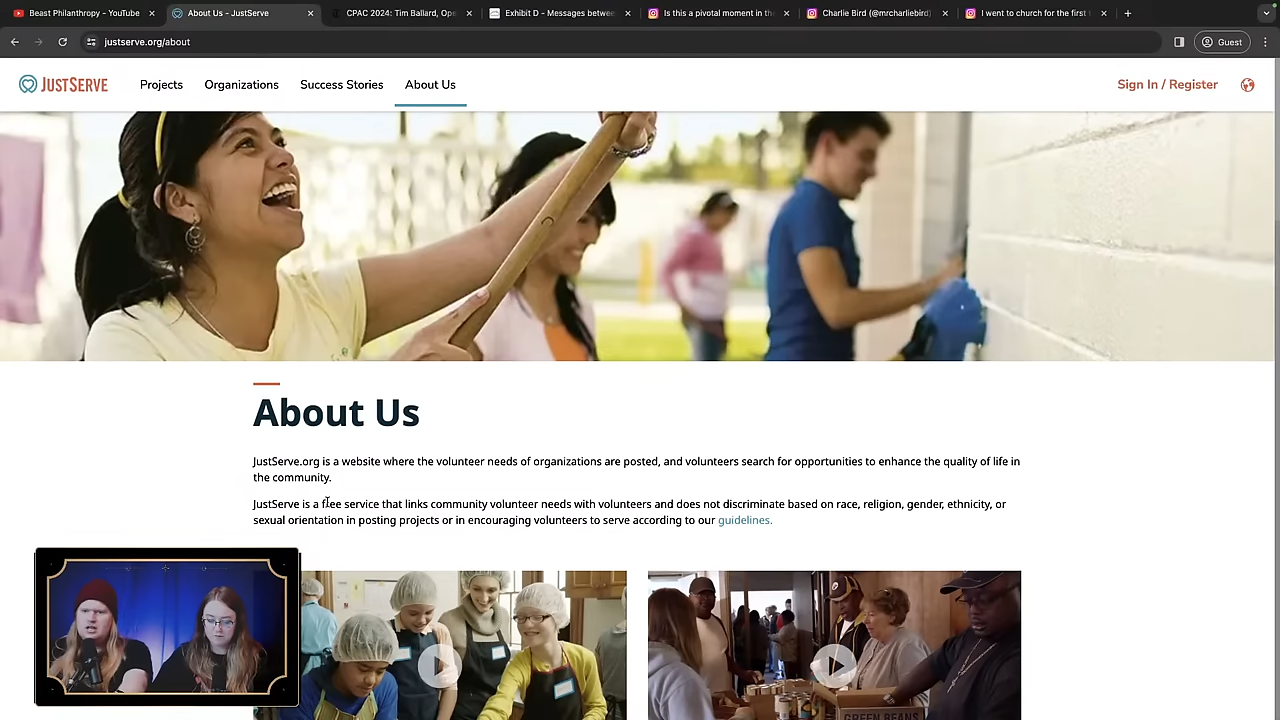 Beast Philanthropy - YouTube
About Us - JustServe
CPAC 2024: Tim Ballard, Ope
Exhibit D - Messages betwee
Is this a pivotal moment in the
Charlie Bird (@mrcharliebird)
I went to church for the first
justserve.org/about
Guest
JUSTSERVE
Projects
Organizations
Success Stories
About Us
Sign In / Register
About Us
JustServe.org is a website where the volunteer needs of organizations are posted, and volunteers search for opportunities to enhance the quality of life in
the community.
JustServe is a free service that links community volunteer needs with volunteers and does not discriminate based on race, religion, gender, ethnicity, or
sexual orientation in posting projects or in encouraging volunteers to serve according to our guidelines.
GREEN BEANS